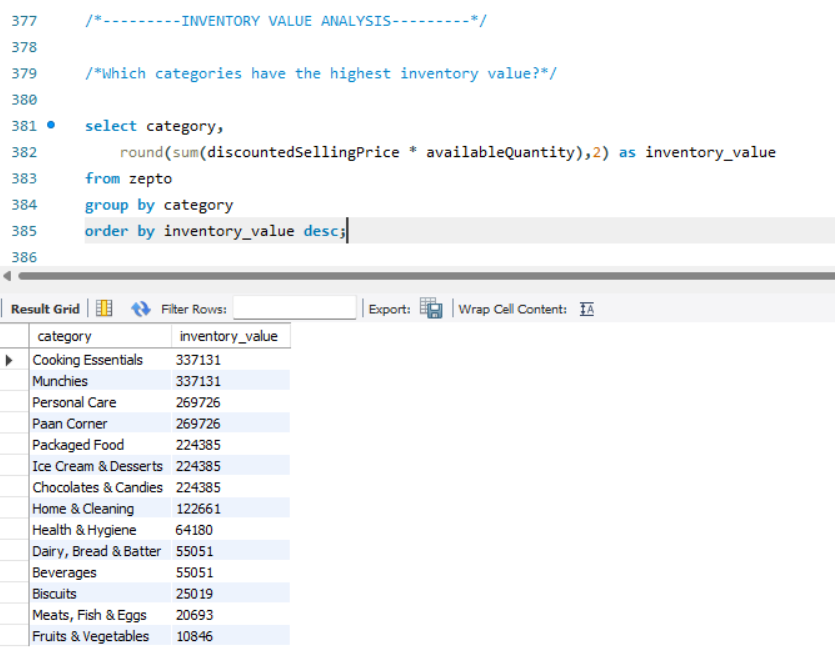 377 /*---------INVENTORY VALUE ANALYSIS---------*/
378
379 /*Which categories have the highest inventory value?*/
380
381 select category,
382 round(sum(discountedSellingPrice * availableQuantity),2) as inventory_value
383 from zepto
384 group by category
385 order by inventory_value desc;
386
Result Grid Filter Rows: Export: Wrap Cell Content: IA
category inventory_value
Cooking Essentials 337131
Munchies 337131
Personal Care 269726
Paan Corner 269726
Packaged Food 224385
Ice Cream & Desserts 224385
Chocolates & Candies 224385
Home & Cleaning 122661
Health & Hygiene 64180
Dairy, Bread & Batter 55051
Beverages 55051
Biscuits 25019
Meats, Fish & Eggs 20693
Fruits & Vegetables 10846